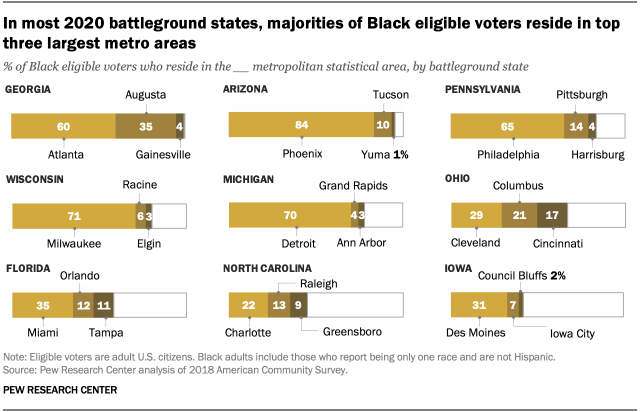 In most 2020 battleground states, majorities of Black eligible voters reside in top
three largest metro areas
% of Black eligible voters who reside in the __ metropolitan statistical area, by battleground state
GEORGIA
Augusta
60 35 4
Atlanta Gainesville
ARIZONA
Tucson
84 10
Phoenix Yuma 1%
PENNSYLVANIA
Pittsburgh
65 14 4
Philadelphia Harrisburg
WISCONSIN
Racine
71 6 3
Milwaukee Elgin
MICHIGAN
Grand Rapids
70 4 3
Detroit Ann Arbor
OHIO
Columbus
29 21 17
Cleveland Cincinnati
FLORIDA
Orlando
35 12 11
Miami Tampa
NORTH CAROLINA
Raleigh
22 13 9
Charlotte Greensboro
IOWA
Council Bluffs 2%
31 7
Des Moines Iowa City
Note: Eligible voters are adult U.S. citizens. Black adults include those who report being only one race and are not Hispanic.
Source: Pew Research Center analysis of 2018 American Community Survey.
PEW RESEARCH CENTER